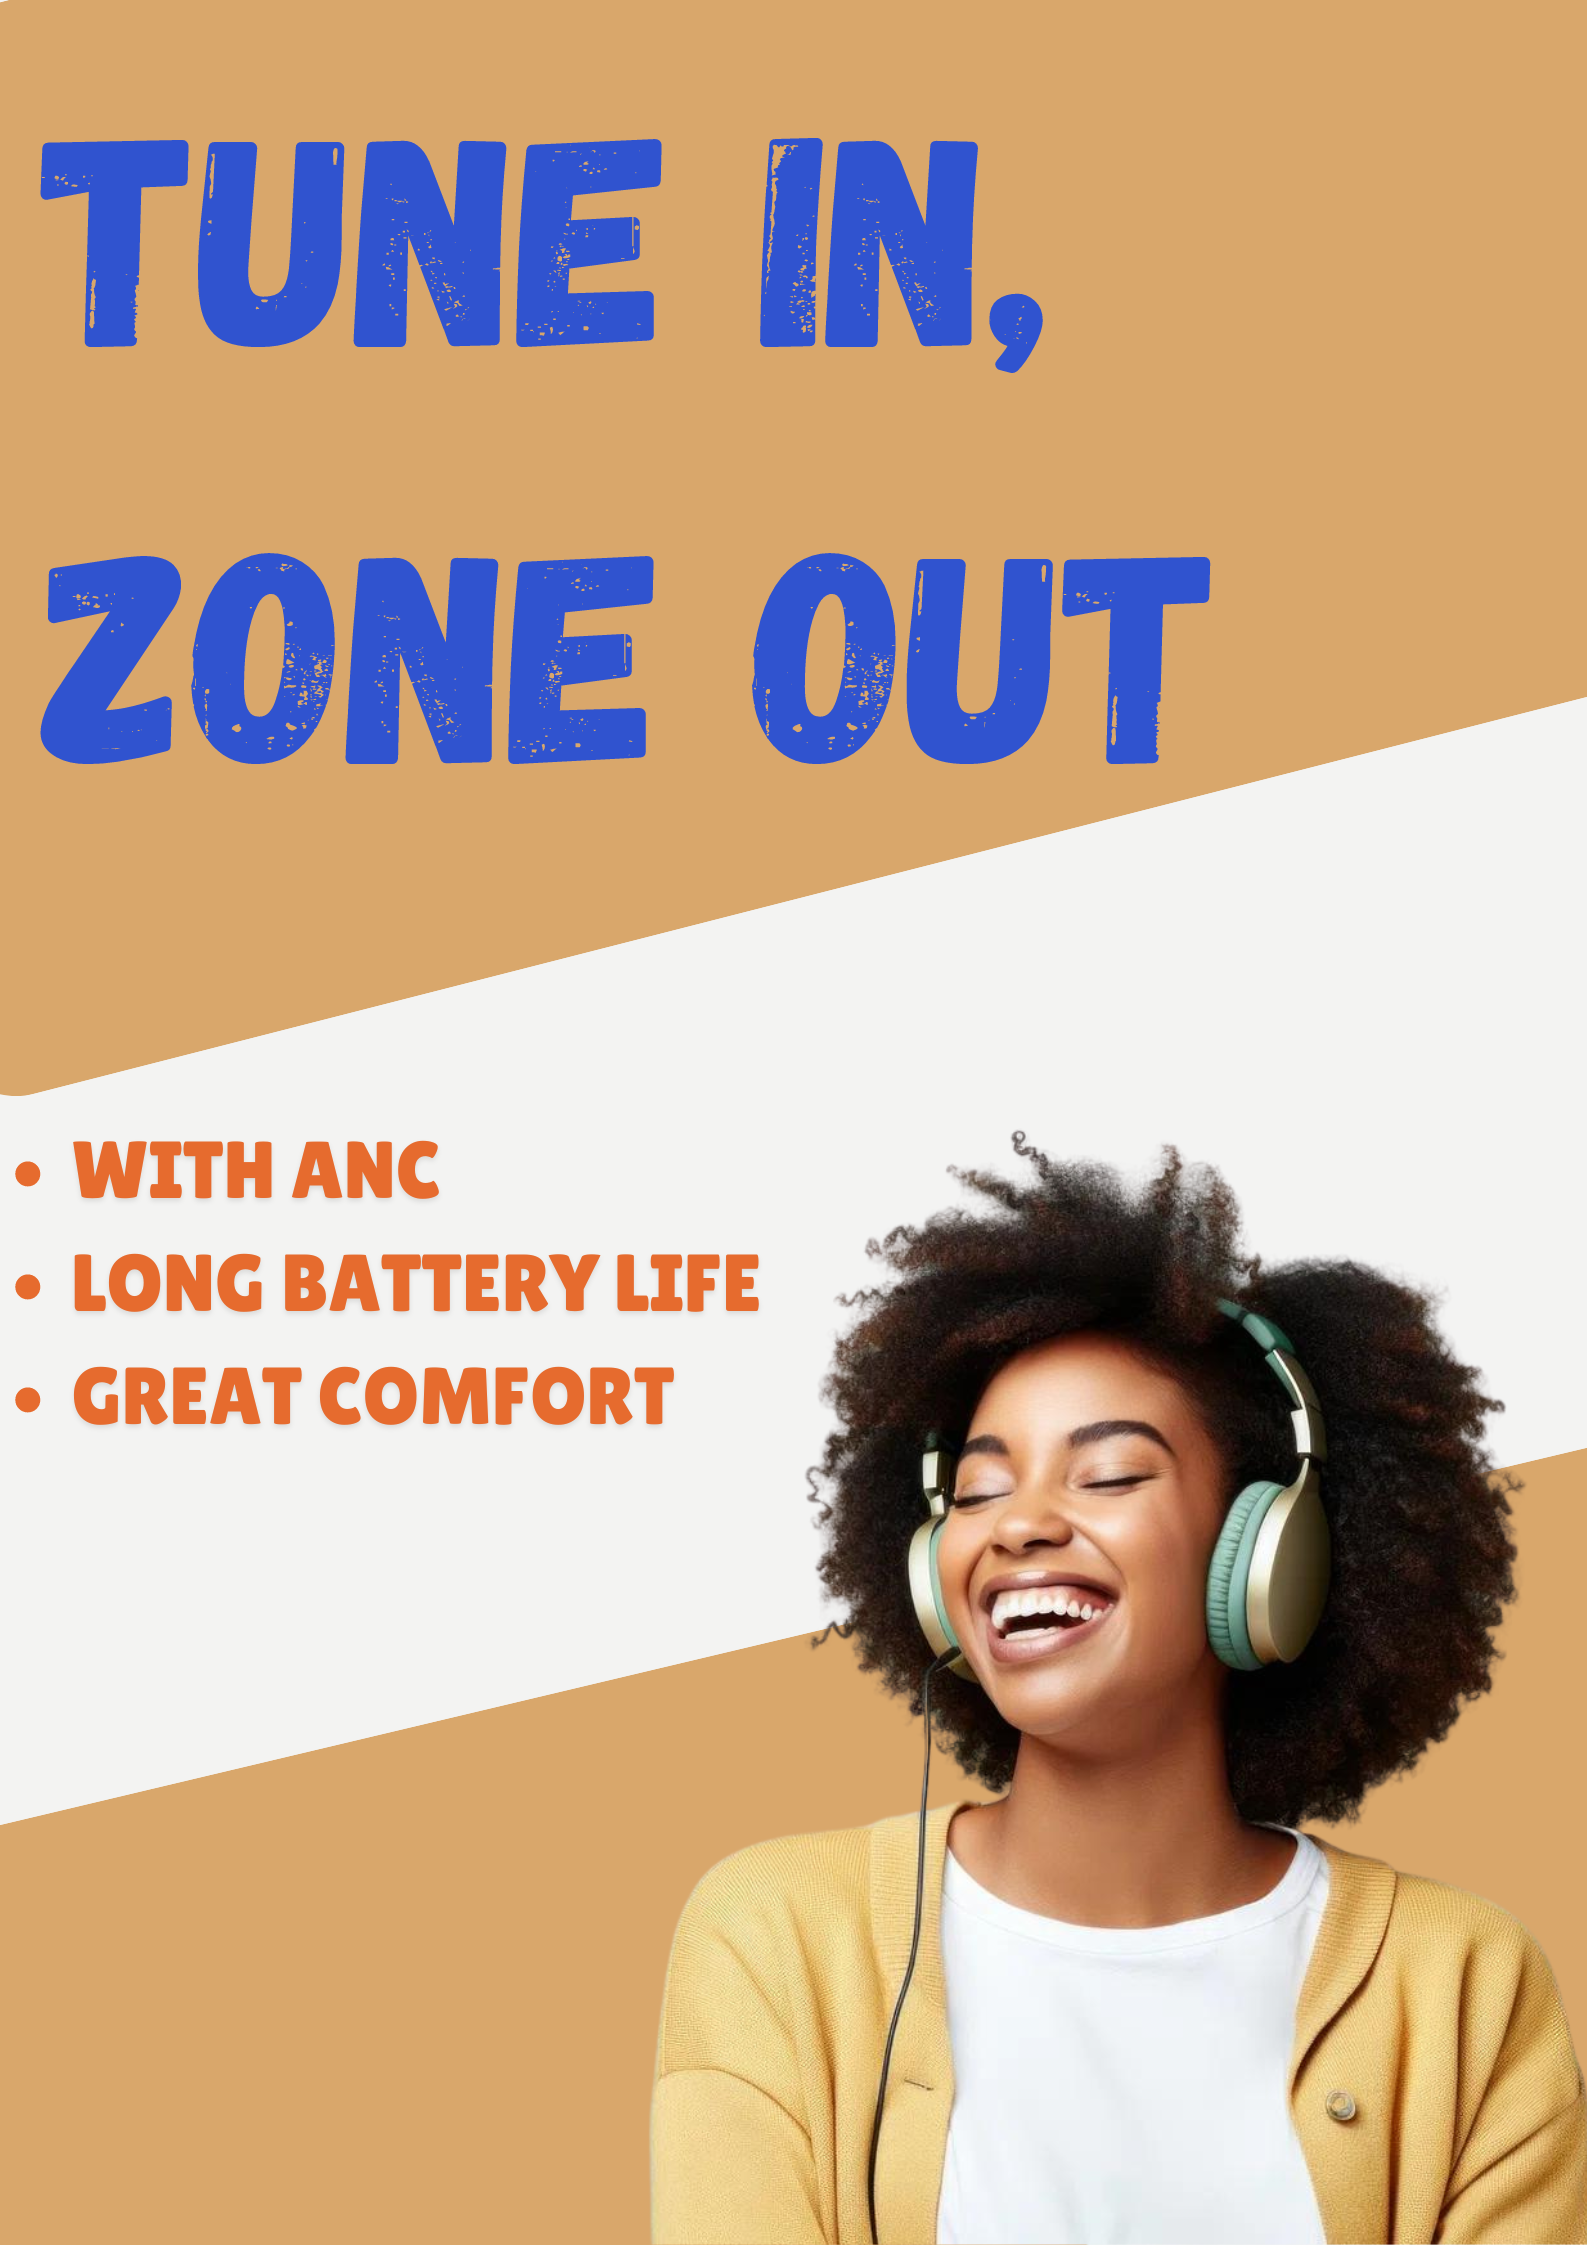 TUNE IN,
ZONE OUT
• WITH ANC
• LONG BATTERY LIFE
• GREAT COMFORT